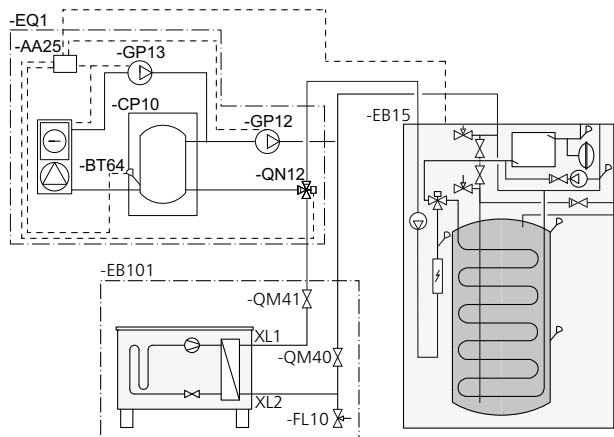 -EQ1
-AA25
-GP13
-CP10
-GP12
-BT64
-QN12
-EB15
-EB101
-QM41
XL1
-QM40
XL2
-FL10